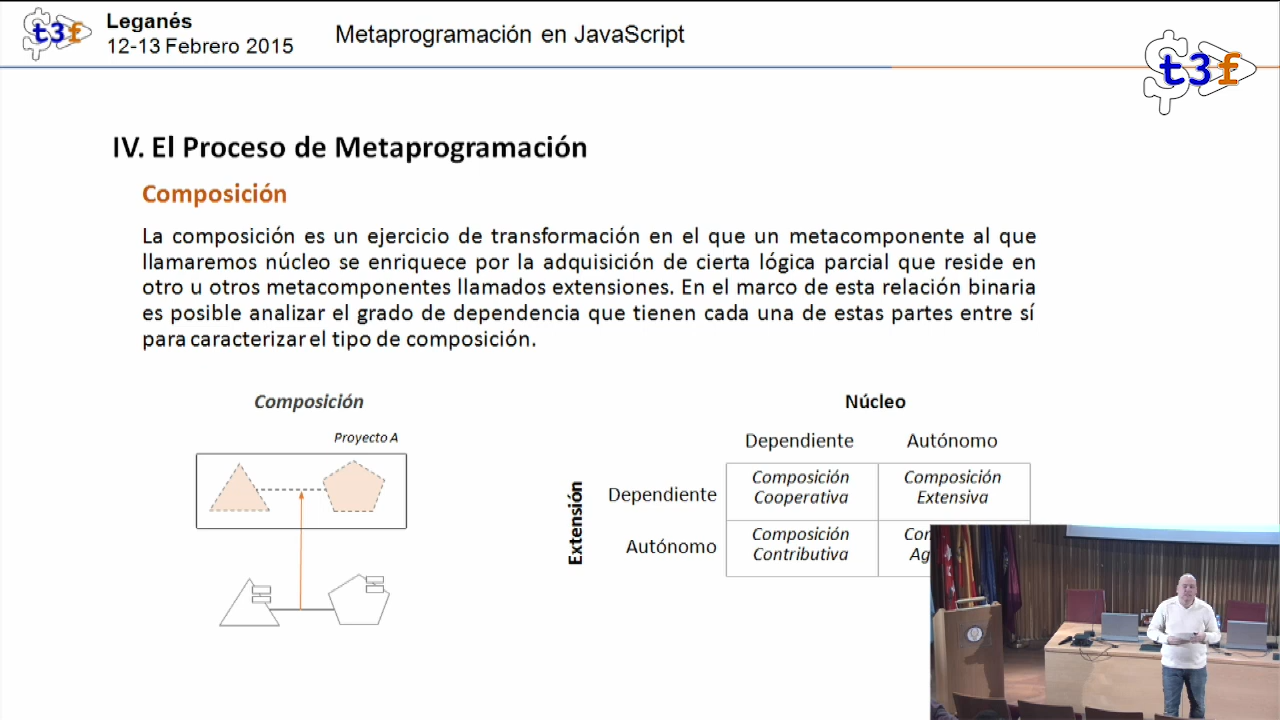 t3f
Leganés
12-13 Febrero 2015
Metaprogramación en JavaScript
t3f
IV. El Proceso de Metaprogramación
Composición
La composición es un ejercicio de transformación en el que un metacomponente al que
llamaremos núcleo se enriquece por la adquisición de cierta lógica parcial que reside en
otro u otros metacomponentes llamados extensiones. En el marco de esta relación binaria
es posible analizar el grado de dependencia que tienen cada una de estas partes entre sí
para caracterizar el tipo de composición.
Composición
Proyecto A
Núcleo
Dependiente Autónomo
Extensión
Dependiente
Composición
Cooperativa
Composición
Extensiva
Autónomo
Composición
Contributiva